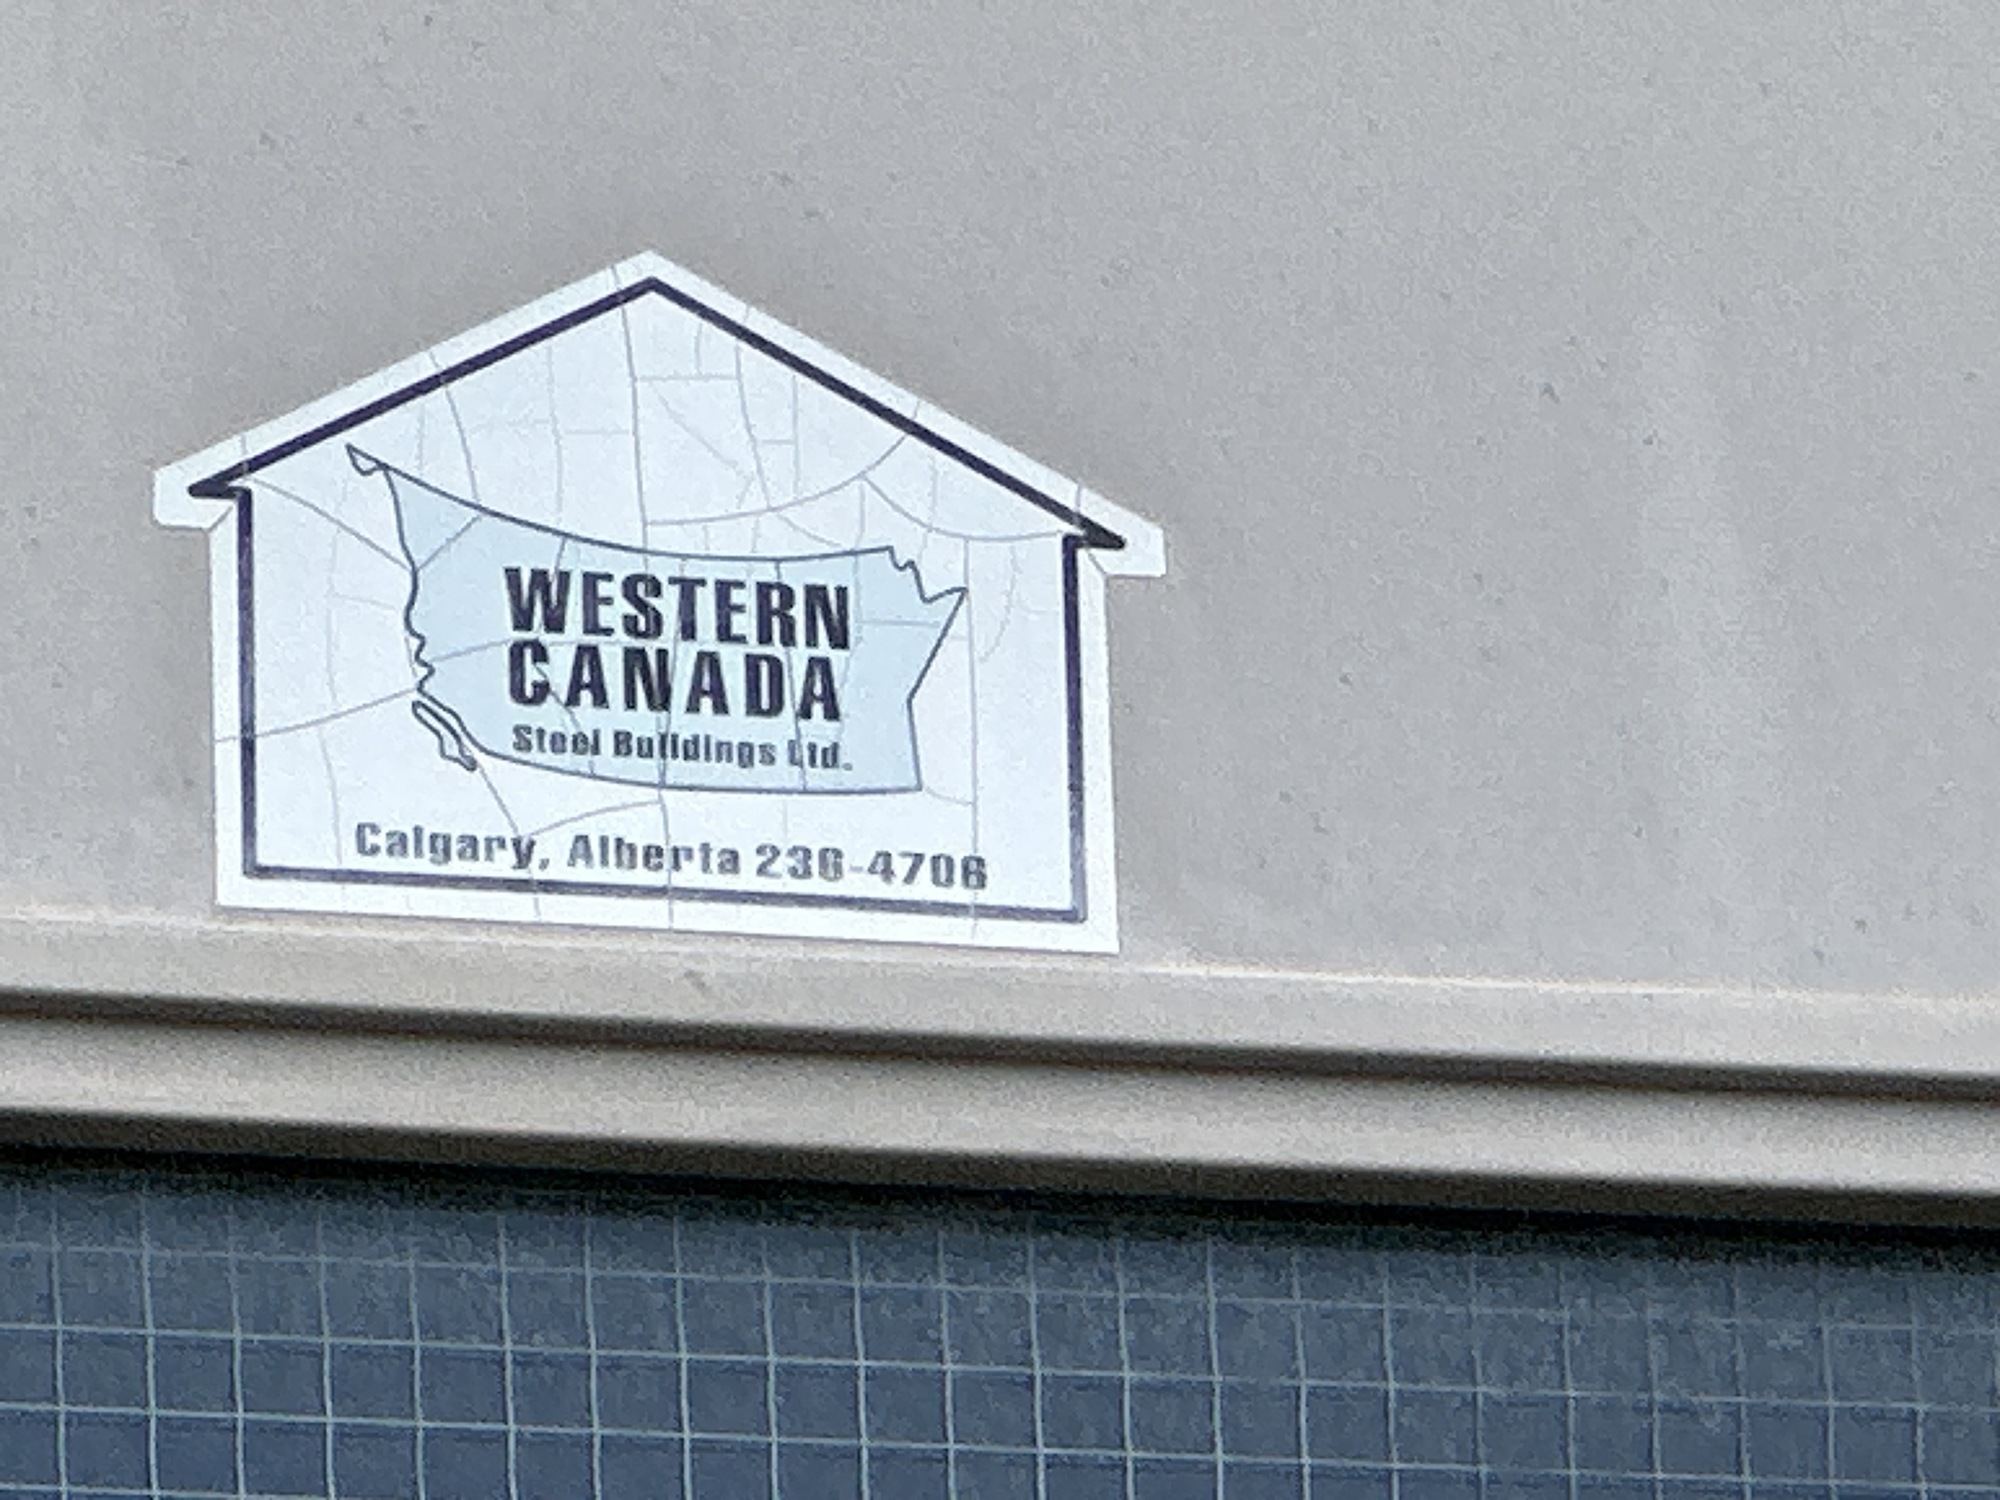 WESTERN
CANADA
Steel Buildings Ltd.
Calgary, Alberta 236-4706